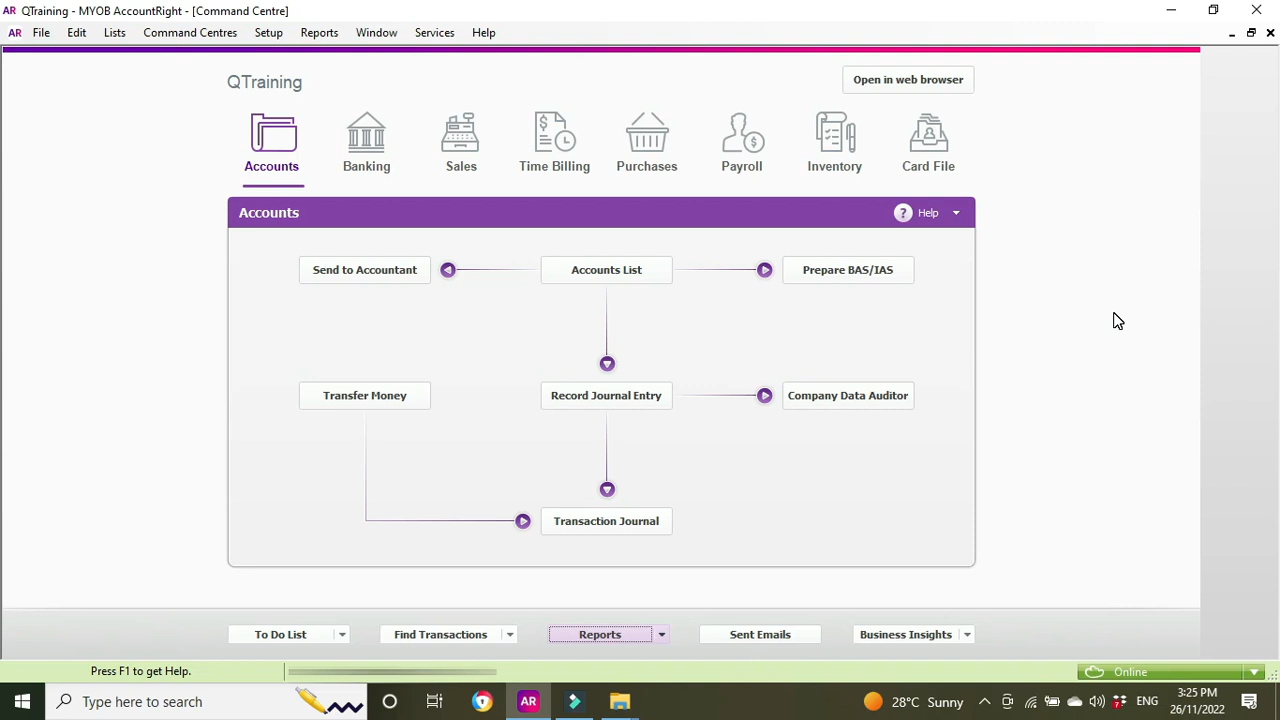 AR QTraining - MYOB AccountRight - [Command Centre]
AR File Edit Lists Command Centres Setup Reports Window Services Help
QTraining
Open in web browser
Accounts Banking Sales Time Billing Purchases Payroll Inventory Card File
Accounts
? Help
Send to Accountant Accounts List Prepare BAS/IAS
Transfer Money Record Journal Entry Company Data Auditor
Transaction Journal
To Do List Find Transactions Reports Sent Emails Business Insights
Press F1 to get Help. Online
Type here to search AR 28°C Sunny ENG 3:25 PM
26/11/2022